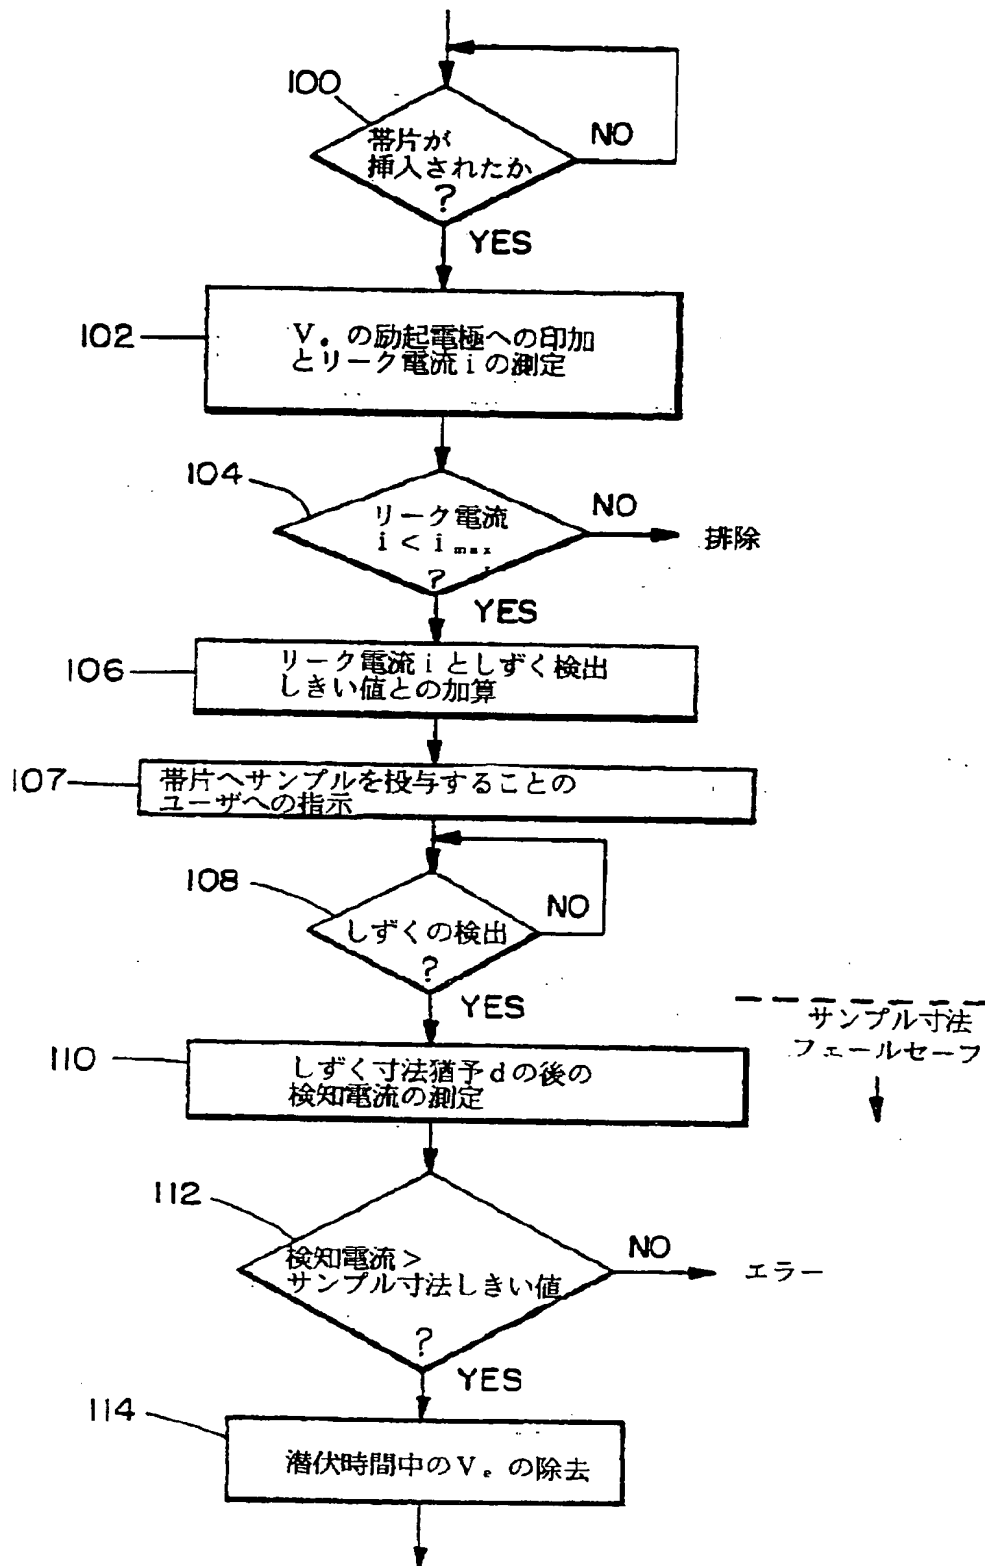 100
帯片が
挿入されたか
?
NO
YES
102
Vₑの励起電極への印加
とリーク電流iの測定
104
リーク電流
i < i max
?
NO
排除
YES
106
リーク電流iとしずく検出
しきい値との加算
107
帯片へサンプルを投与することの
ユーザへの指示
108
しずくの検出
?
NO
YES
サンプル寸法
フェールセーフ
110
しずく寸法猶予dの後の
検知電流の測定
112
検知電流>
サンプル寸法しきい値
?
NO
エラー
YES
114
潜伏時間中のVₑの除去